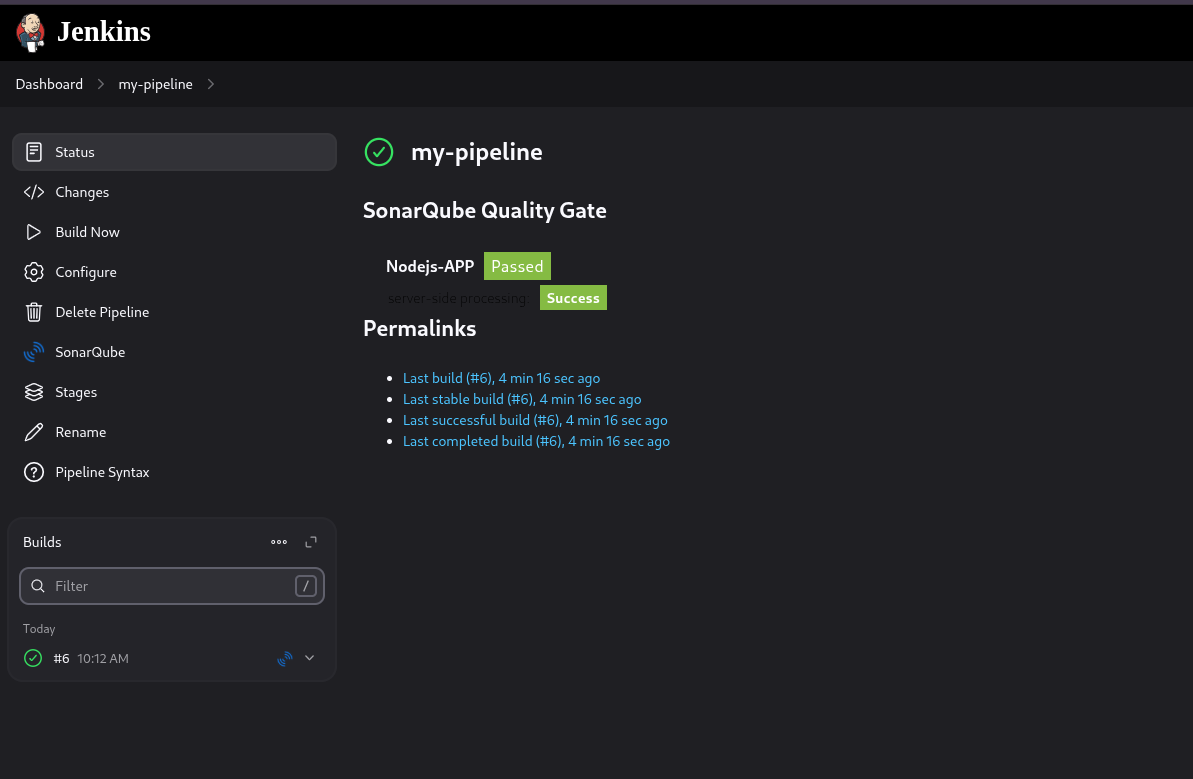 Jenkins
Dashboard
my-pipeline
Status
Changes
Build Now
Configure
Delete Pipeline
SonarQube
Stages
Rename
? Pipeline Syntax
Builds
Filter /
Today
#6 10:12 AM
my-pipeline
SonarQube Quality Gate
Nodejs-APP Passed
server-side processing: Success
Permalinks
Last build (#6), 4 min 16 sec ago
Last stable build (#6), 4 min 16 sec ago
Last successful build (#6), 4 min 16 sec ago
Last completed build (#6), 4 min 16 sec ago